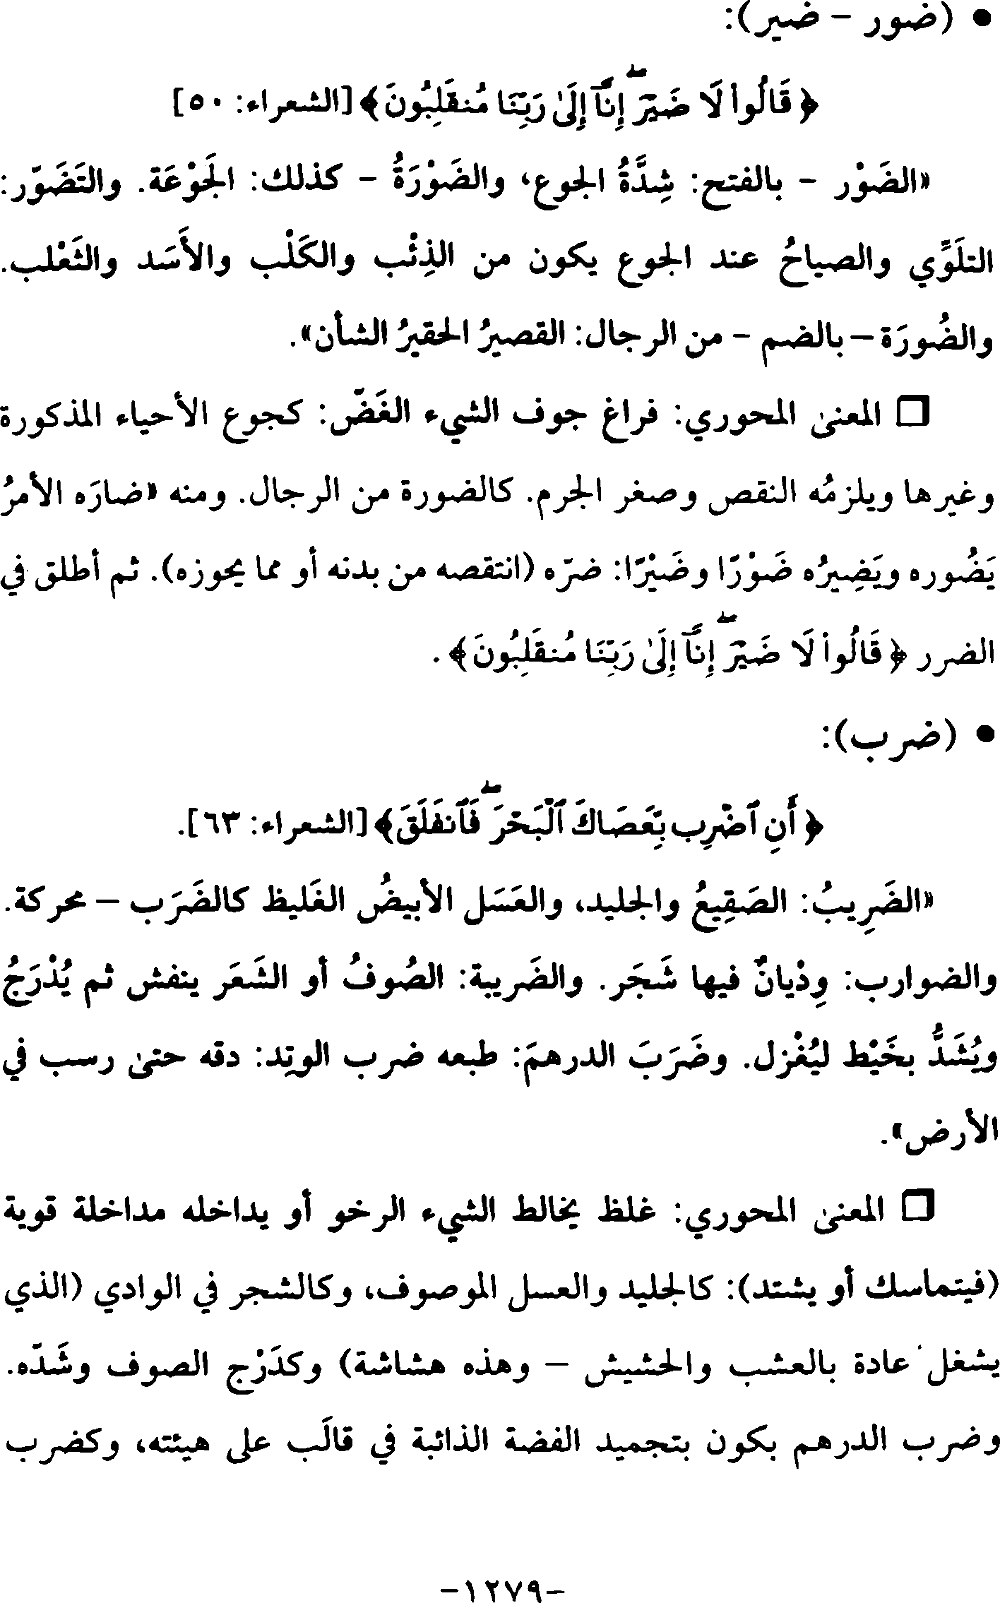 • (ضور - ضير):
﴿قَالُوا۟ لَا ضَيْرَ ۖ إِنَّآ إِلَىٰ رَبِّنَا مُنقَلِبُونَ﴾ [الشعراء: ٥٠]
«الضَوْر - بالفتح: شِدَّةُ الجوع، والضَوْرَةُ - كذلك: الجَوْعَة. والتَضَوّر:
التلَوِّي والصياحُ عند الجوع يكون من الذِئْب والكَلْب والأَسَد والثَعْلب.
والضُورَة - بالضم - من الرجال: القصيرُ الحقيرُ الشأن».
□ المعنىٰ المحوري: فراغ جوف الشيء الغَضّ: كجوع الأحياء المذكورة
وغيرها ويلزمُه النقص وصغر الجرم. كالضورة من الرجال. ومنه «ضارَه الأمرُ
يَضُوره ويَضِيرُه ضَوْرًا وضَيْرًا: ضرّه (انتقصه من بدنه أو مما يحوزه). ثم أطلق في
الضرر ﴿قَالُوا۟ لَا ضَيْرَ ۖ إِنَّآ إِلَىٰ رَبِّنَا مُنقَلِبُونَ﴾.
• (ضرب):
﴿أَنِ ٱضْرِب بِّعَصَاكَ ٱلْبَحْرَ ۖ فَٱنفَلَقَ﴾ [الشعراء: ٦٣].
«الضَرِيبُ: الصَقِيعُ والجليد، والعَسَل الأبيضُ الغَليظ كالضَرَب - محركة.
والضوارب: وِدْيانٌ فيها شَجَر. والضَريبة: الصُوفُ أو الشَعَر ينفش ثم يُدْرَجُ
ويُشَدُّ بخَيْط ليُغْزل. وضَرَبَ الدرهمَ: طبعه ضرب الوتِد: دقه حتىٰ رسب في
الأرض».
□ المعنىٰ المحوري: غلظ يخالط الشيء الرخو أو يداخله مداخلة قوية
(فيتماسك أو يشتد): كالجليد والعسل الموصوف، وكالشجر في الوادي (الذي
يشغل عادة بالعشب والحشيش - وهذه هشاشة) وكدَرْج الصوف وشَدّه.
وضرب الدرهم يكون بتجميد الفضة الذائبة في قالَب على هيئته، وكضرب
-١٢٧٩-